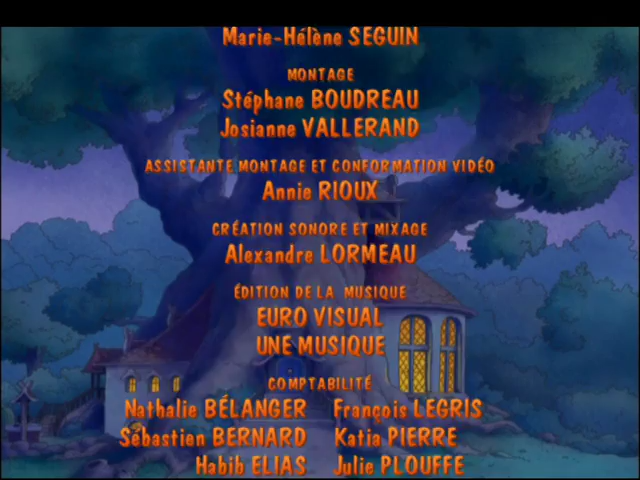 Marie-Hélène SEGUIN
MONTAGE
Stéphane BOUDREAU
Josianne VALLERAND
ASSISTANTE MONTAGE ET CONFORMATION VIDÉO
Annie RIOUX
CRÉATION SONORE ET MIXAGE
Alexandre LORMEAU
ÉDITION DE LA MUSIQUE
EURO VISUAL
UNE MUSIQUE
COMPTABILITÉ
Nathalie BÉLANGER François LEGRIS
Sébastien BERNARD Katia PIERRE
Habib ELIAS Julie PLOUFFE